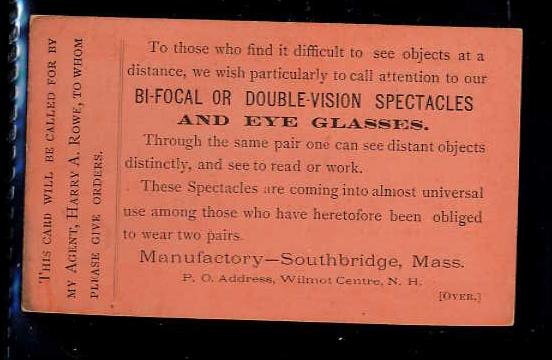 THIS CARD WILL BE CALLED FOR BY
MY AGENT, HARRY A. ROWE, TO WHOM
PLEASE GIVE ORDERS.
To those who find it difficult to see objects at a
distance, we wish particularly to call attention to our
BI-FOCAL OR DOUBLE-VISION SPECTACLES
AND EYE GLASSES.
Through the same pair one can see distant objects
distinctly, and see to read or work.
These Spectacles are coming into almost universal
use among those who have heretofore been obliged
to wear two pairs.
Manufactory—Southbridge, Mass.
P. O. Address, Wilmot Centre, N. H.
[OVER.]